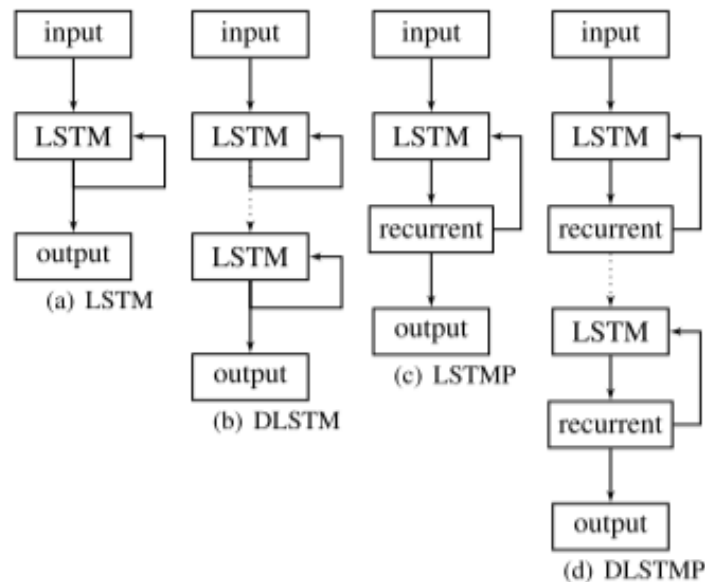 input
LSTM
output
(a) LSTM
input
LSTM
LSTM
output
(b) DLSTM
input
LSTM
recurrent
output
(c) LSTMP
input
LSTM
recurrent
LSTM
recurrent
output
(d) DLSTMP